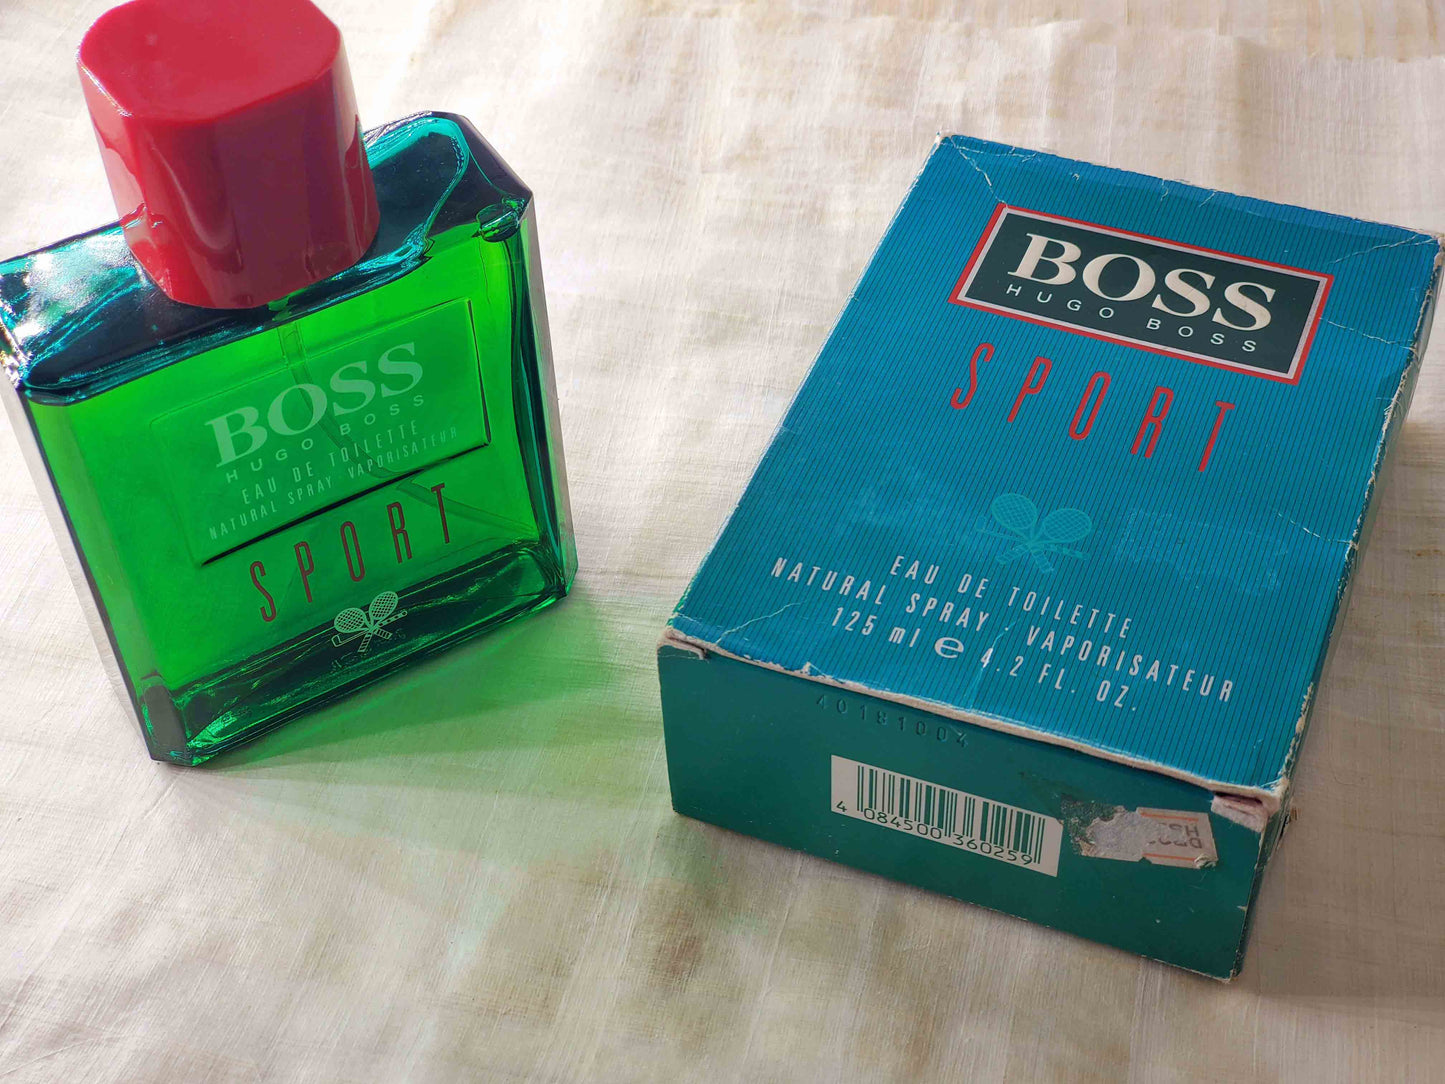 BOSS
HUGO BOSS
EAU DE TOILETTE
NATURAL SPRAY VAPORISATEUR
SPORT
BOSS
HUGO BOSS
SPORT
EAU DE TOILETTE
NATURAL SPRAY . VAPORISATEUR
125 ml e 4.2 FL. OZ.
40181004
4 084500 360259